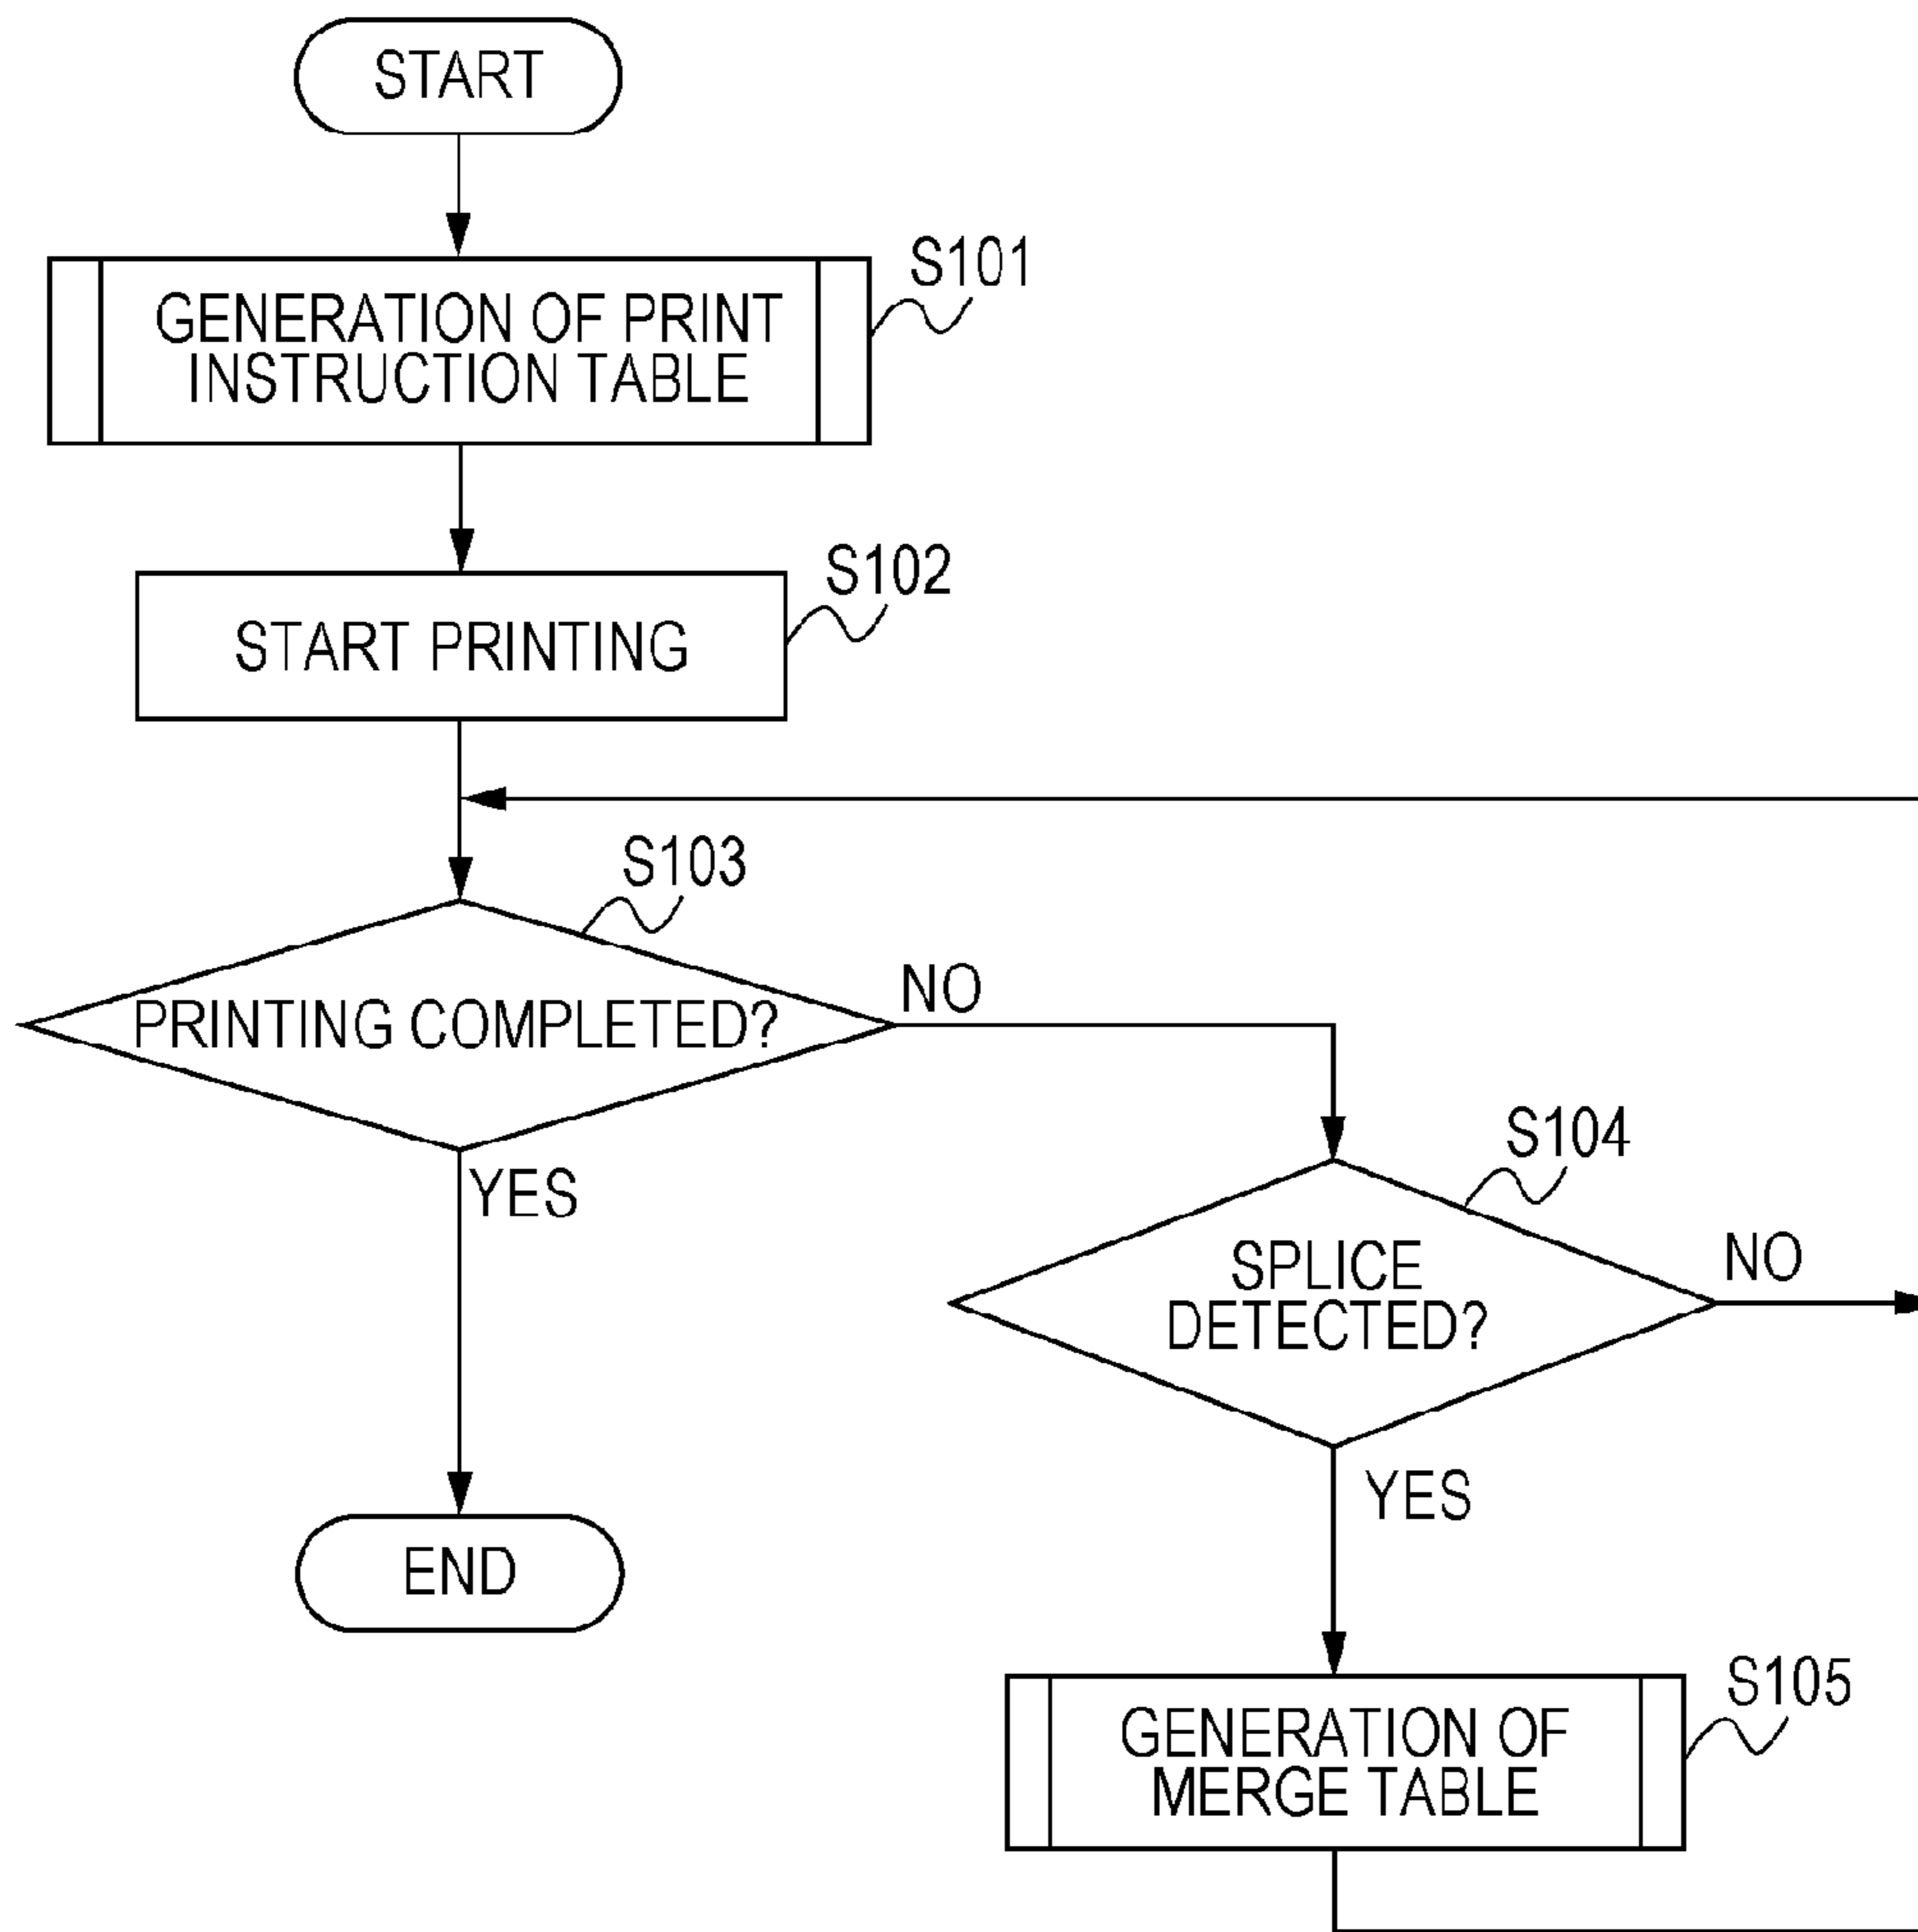 START
S101
GENERATION OF PRINT
INSTRUCTION TABLE
S102
START PRINTING
S103
PRINTING COMPLETED?
NO
YES
S104
SPLICE
DETECTED?
NO
YES
END
S105
GENERATION OF
MERGE TABLE